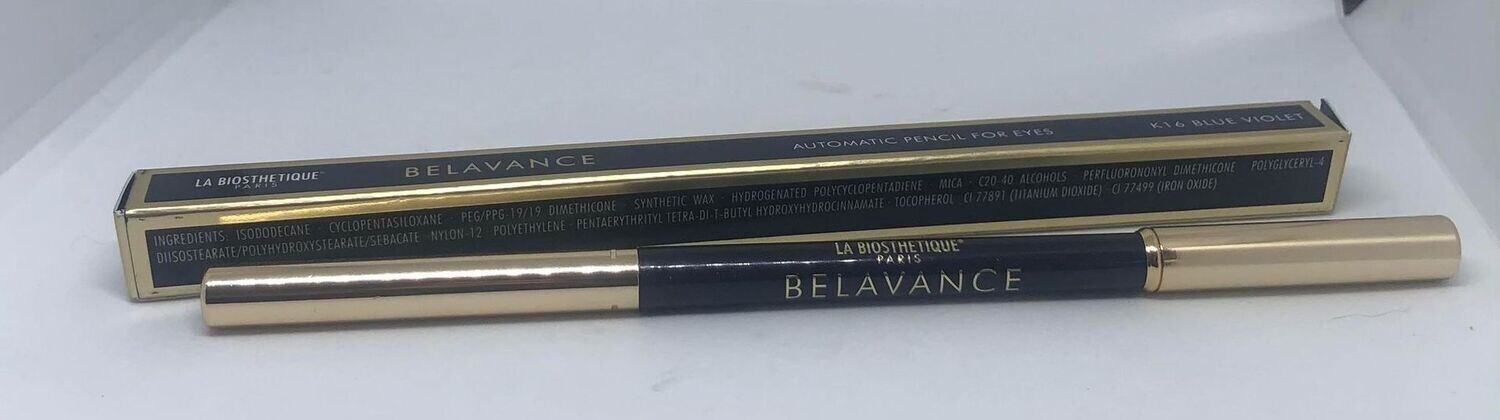 LA BIOSTHETIQUE®
PARIS
BELAVANCE
AUTOMATIC PENCIL FOR EYES
K16 BLUE VIOLET
INGREDIENTS: ISODODECANE · CYCLOPENTASILOXANE · PEG/PPG-19/19 DIMETHICONE · SYNTHETIC WAX · HYDROGENATED POLYCYCLOPENTADIENE · MICA · C20-40 ALCOHOLS · PERFLUORONONYL DIMETHICONE · POLYGLYCERYL-4
DIISOSTEARATE/POLYHYDROXYSTEARATE/SEBACATE · NYLON-12 · POLYETHYLENE · PENTAERYTHRITYL TETRA-DI-T-BUTYL HYDROXYHYDROCINNAMATE · TOCOPHEROL CI 77891 (TITANIUM DIOXIDE) · CI 77499 (IRON OXIDE)
LA BIOSTHETIQUE®
PARIS
BELAVANCE